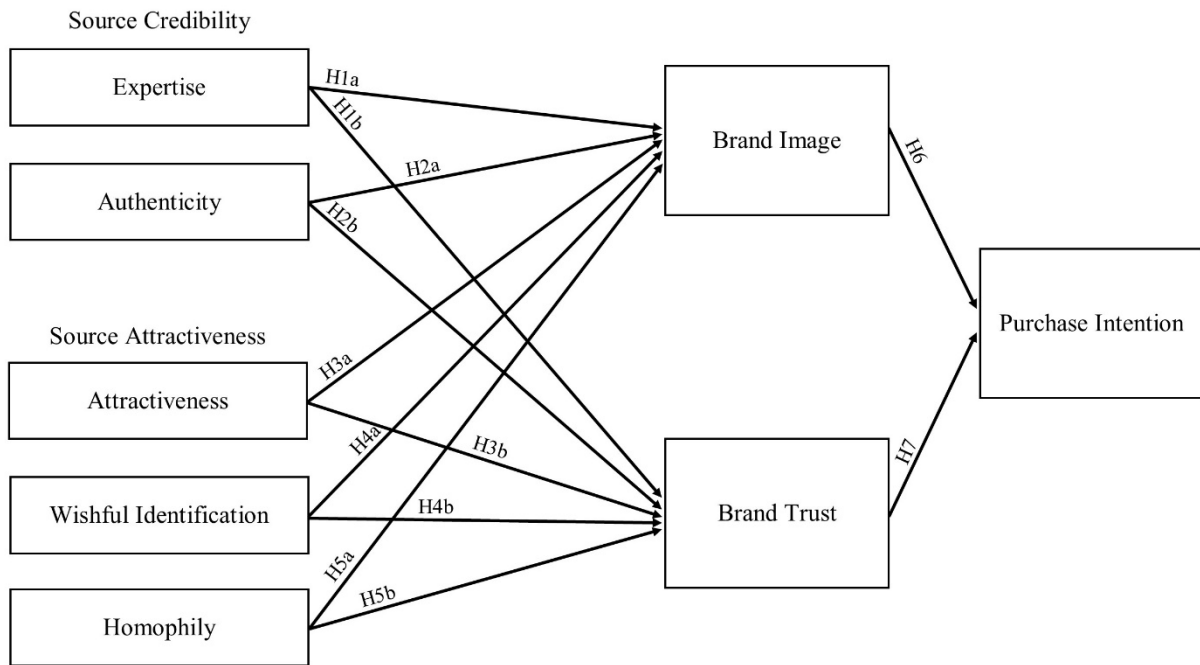 Source Credibility
Expertise
H1a
H1b
Brand Image
H2a
Authenticity
H2b
H6
Source Attractiveness
Purchase Intention
H3a
Attractiveness
H4a
H3b
H7
Wishful Identification
H4b
Brand Trust
H5a
H5b
Homophily